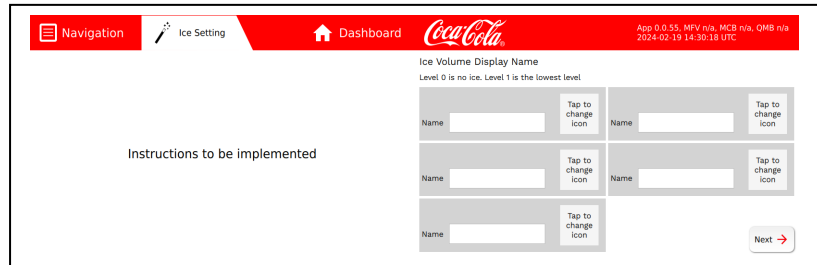 Navigation
Ice Setting
Dashboard
Coca-Cola®
App 0.0.55, MFV n/a, MCB n/a, QMB n/a
2024-02-19 14:30:18 UTC
Instructions to be implemented
Ice Volume Display Name
Level 0 is no ice. Level 1 is the lowest level
Name
Tap to
change
icon
Name
Tap to
change
icon
Name
Tap to
change
icon
Name
Tap to
change
icon
Name
Tap to
change
icon
Next